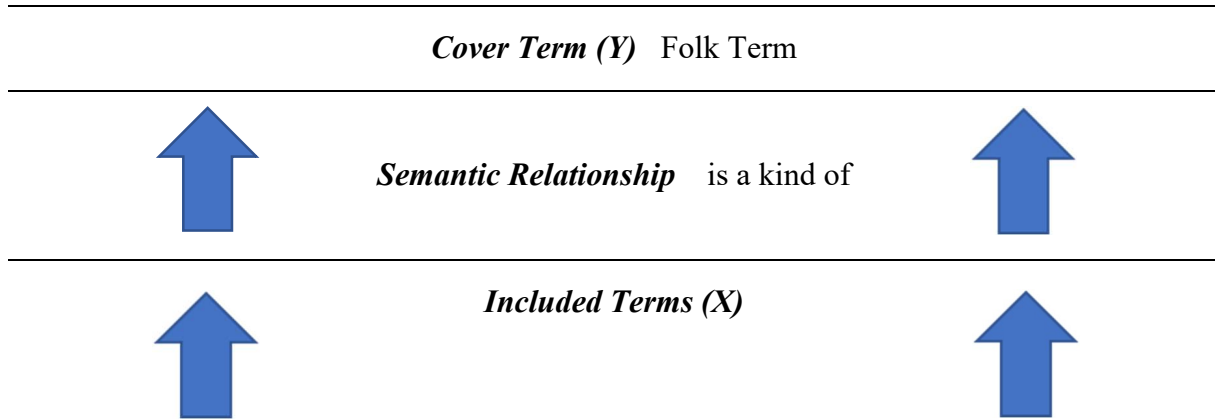 Cover Term (Y) Folk Term
Semantic Relationship is a kind of
Included Terms (X)